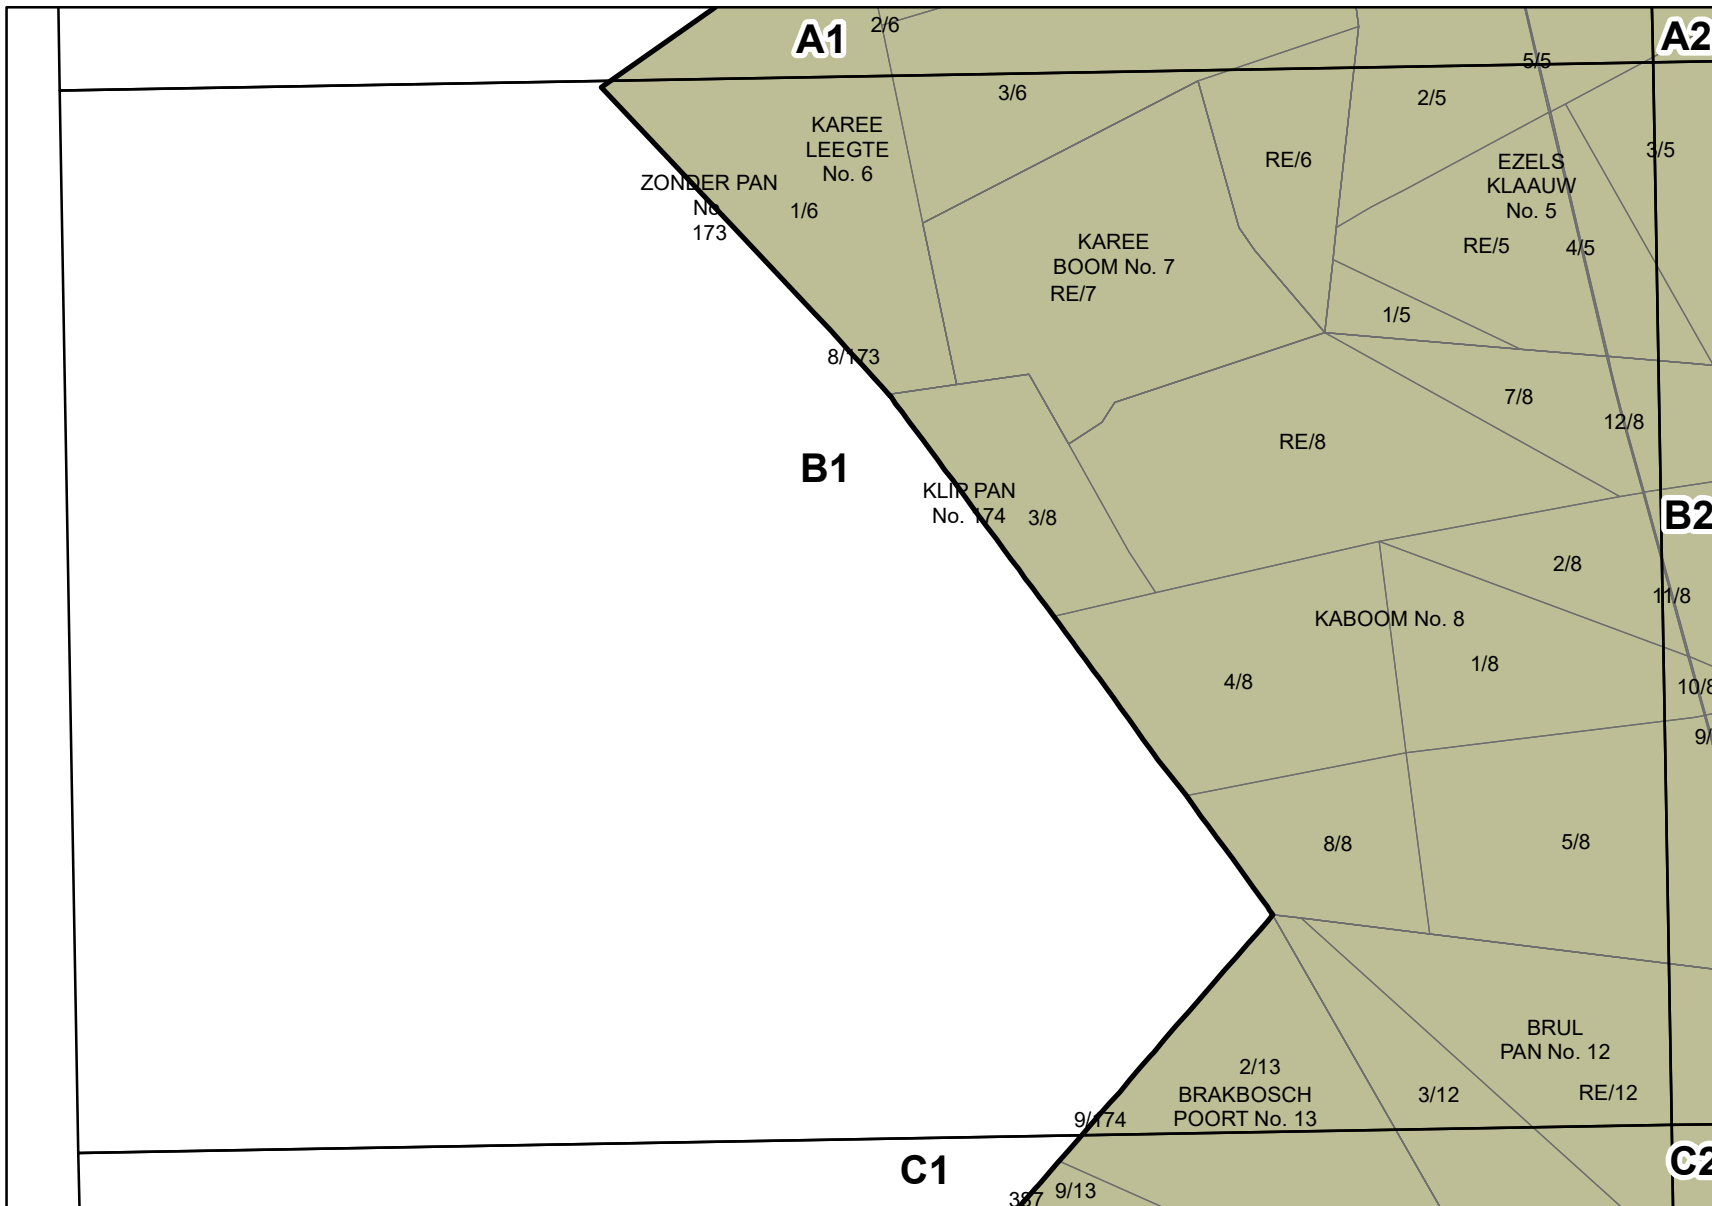 A1
2/6
A2
5/5
3/6
2/5
KAREE
LEEGTE
No. 6
RE/6
3/5
EZELS
KLAAUW
No. 5
ZONDER PAN
No
173
1/6
KAREE
BOOM No. 7
RE/7
RE/5
4/5
1/5
8/173
7/8
12/8
RE/8
B1
KLIP PAN
No. 174
3/8
B2
2/8
11/8
KABOOM No. 8
1/8
4/8
10/8
9/
8/8
5/8
BRUL
PAN No. 12
2/13
BRAKBOSCH
POORT No. 13
3/12
RE/12
9/174
C1
C2
9/13
387